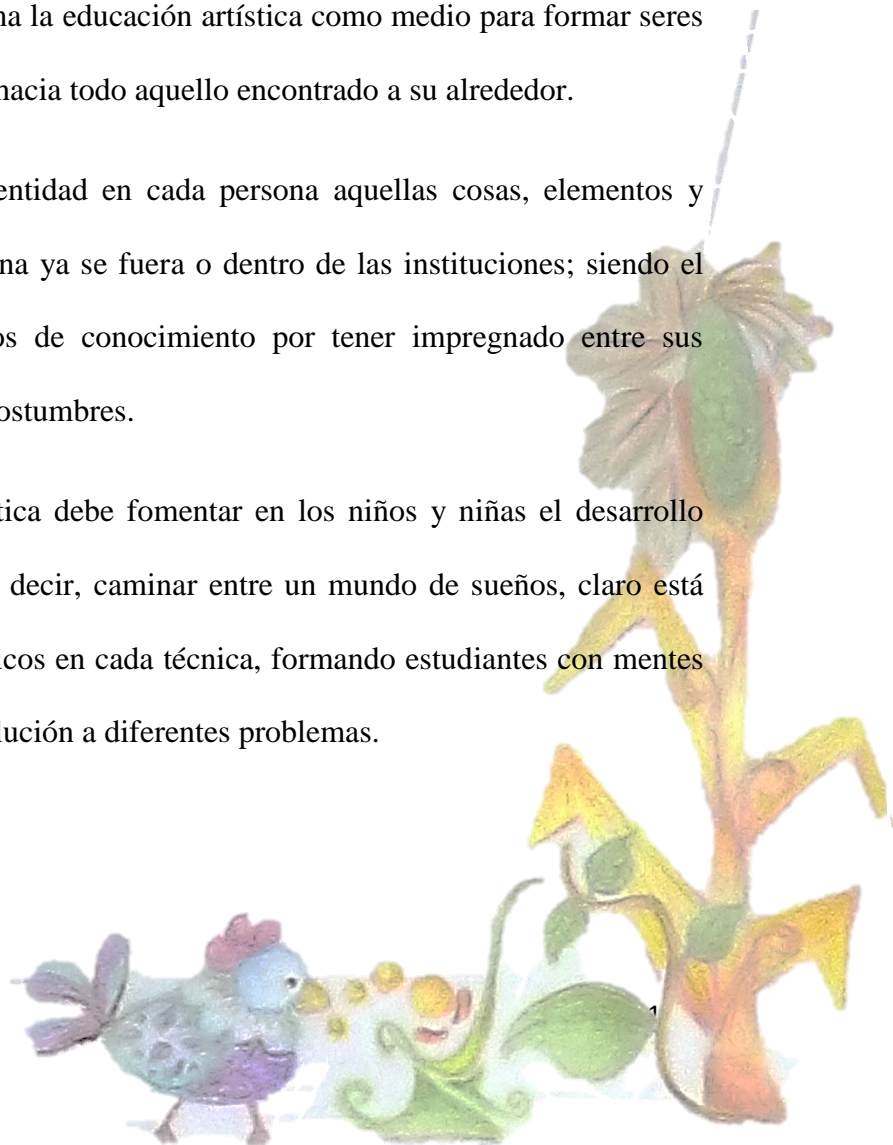 na la educación artística como medio para formar seres
hacia todo aquello encontrado a su alrededor.
entidad en cada persona aquellas cosas, elementos y
na ya se fuera o dentro de las instituciones; siendo el
os de conocimiento por tener impregnado entre sus
ostumbres.
tica debe fomentar en los niños y niñas el desarrollo
decir, caminar entre un mundo de sueños, claro está
icos en cada técnica, formando estudiantes con mentes
lución a diferentes problemas.
1